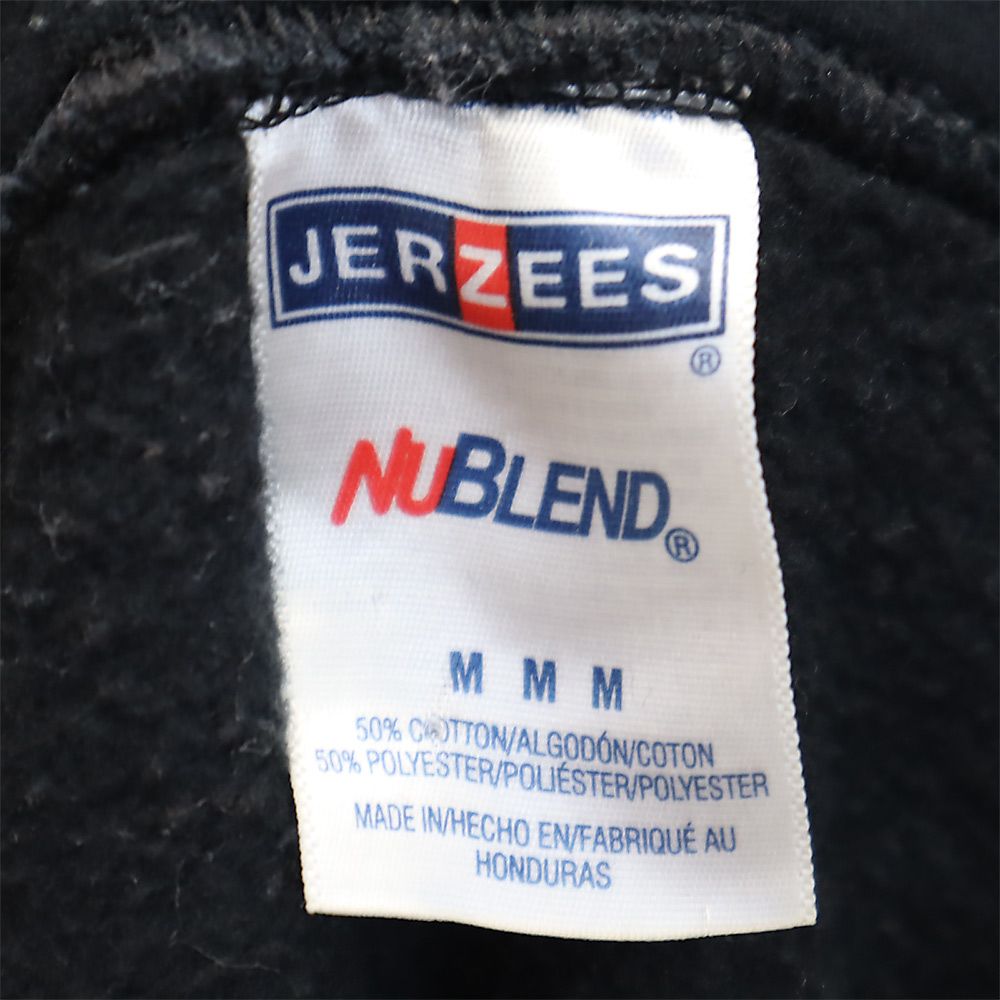 JERZEES
®
NUBLEND®
M M M
50% COTTON/ALGODÓN/COTON
50% POLYESTER/POLIÉSTER/POLYESTER
MADE IN/HECHO EN/FABRIQUÉ AU
HONDURAS